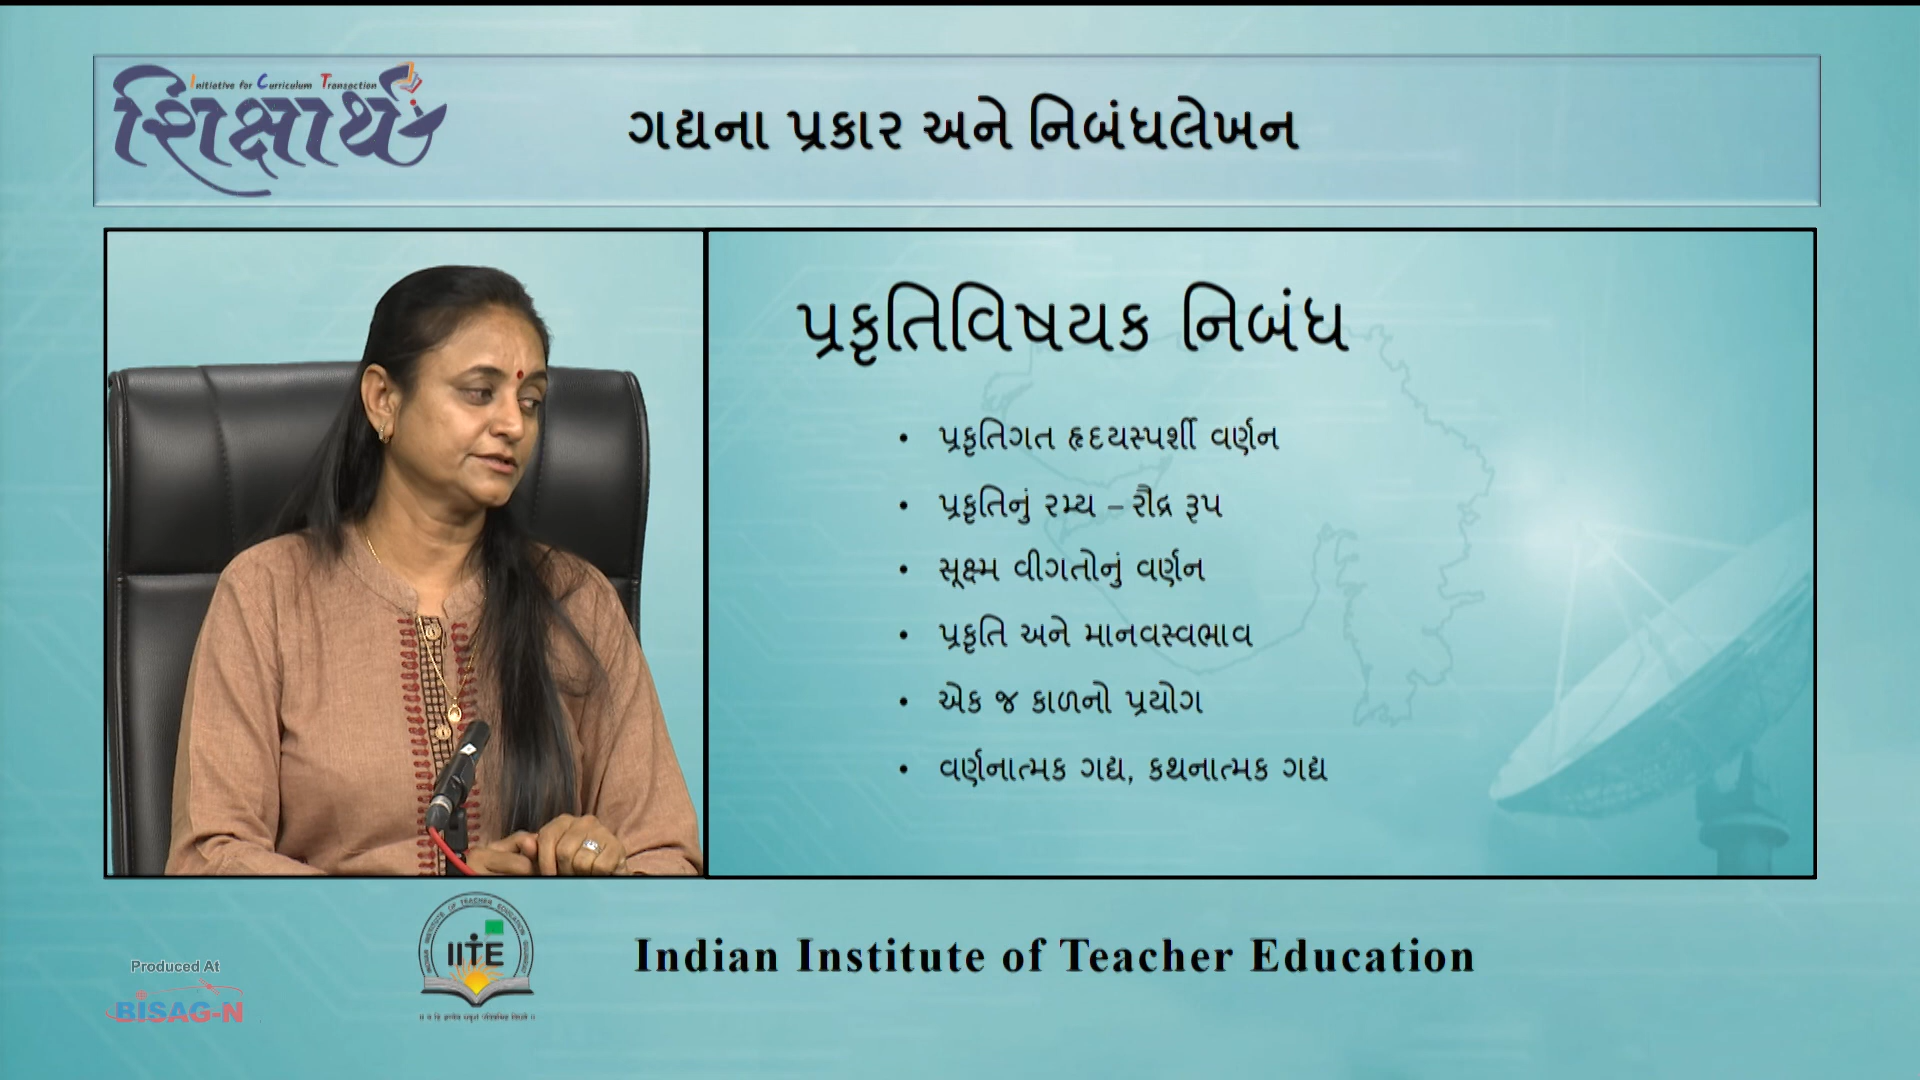 Initiative for Curriculum Transaction
शिक्षार्थ
ગદ્યના પ્રકાર અને નિબંધલેખન
પ્રકૃતિવિષયક નિબંધ
• પ્રકૃતિગત હૃદયસ્પર્શી વર્ણન
• પ્રકૃતિનું રમ્ય – રૌદ્ર રૂપ
• સૂક્ષ્મ વીગતોનું વર્ણન
• પ્રકૃતિ અને માનવસ્વભાવ
• એક જ કાળનો પ્રયોગ
• વર્ણનાત્મક ગદ્ય, કથનાત્મક ગદ્ય
Produced At
BISAG-N
IITE
Indian Institute of Teacher Education